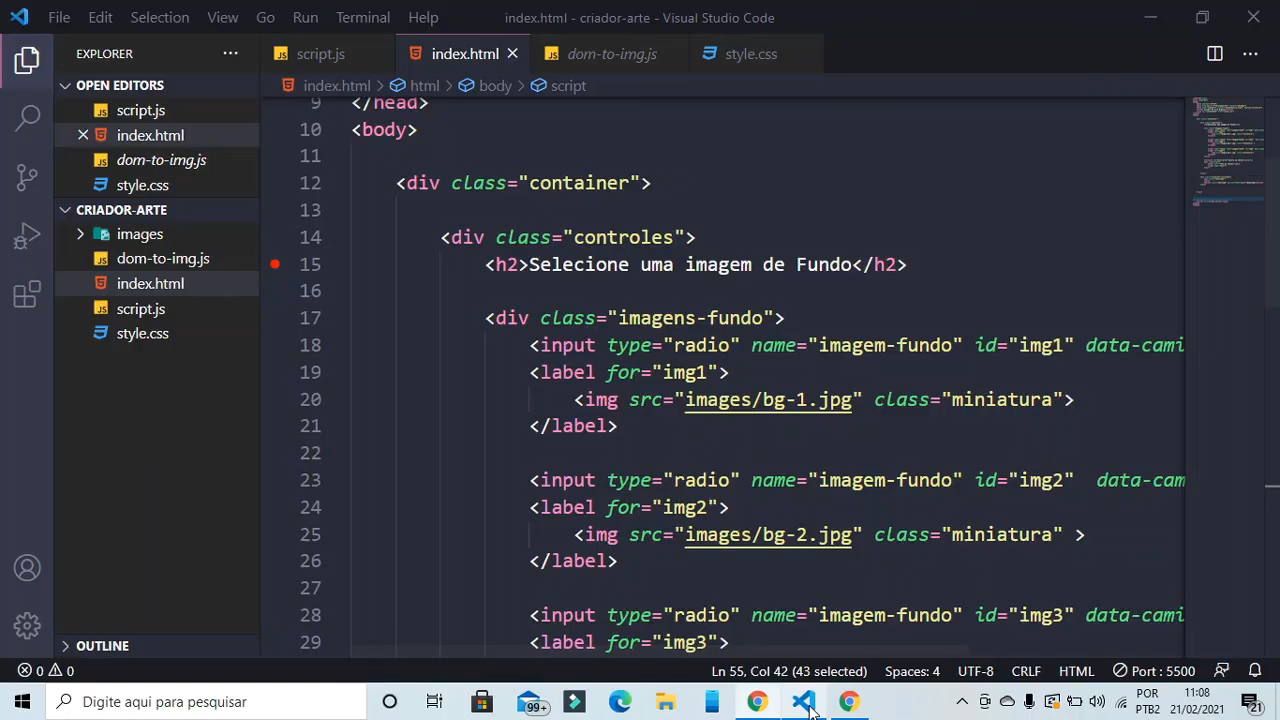 File Edit Selection View Go Run Terminal Help index.html - criador-arte - Visual Studio Code
EXPLORER ··· script.js index.html dom-to-img.js style.css ···
OPEN EDITORS
index.html > html > body > script
script.js
index.html
dom-to-img.js
style.css
CRIADOR-ARTE
images
dom-to-img.js
index.html
script.js
style.css
OUTLINE
9 </head>
10 <body>
11
12 <div class="container">
13
14 <div class="controles">
15 <h2>Selecione uma imagem de Fundo</h2>
16
17 <div class="imagens-fundo">
18 <input type="radio" name="imagem-fundo" id="img1" data-cami
19 <label for="img1">
20 <img src="images/bg-1.jpg" class="miniatura">
21 </label>
22
23 <input type="radio" name="imagem-fundo" id="img2" data-cam
24 <label for="img2">
25 <img src="images/bg-2.jpg" class="miniatura" >
26 </label>
27
28 <input type="radio" name="imagem-fundo" id="img3" data-cami
29 <label for="img3">
0 0 Ln 55, Col 42 (43 selected) Spaces: 4 UTF-8 CRLF HTML Port : 5500
Digite aqui para pesquisar 99+ POR 11:08
PTB2 21/02/2021 21